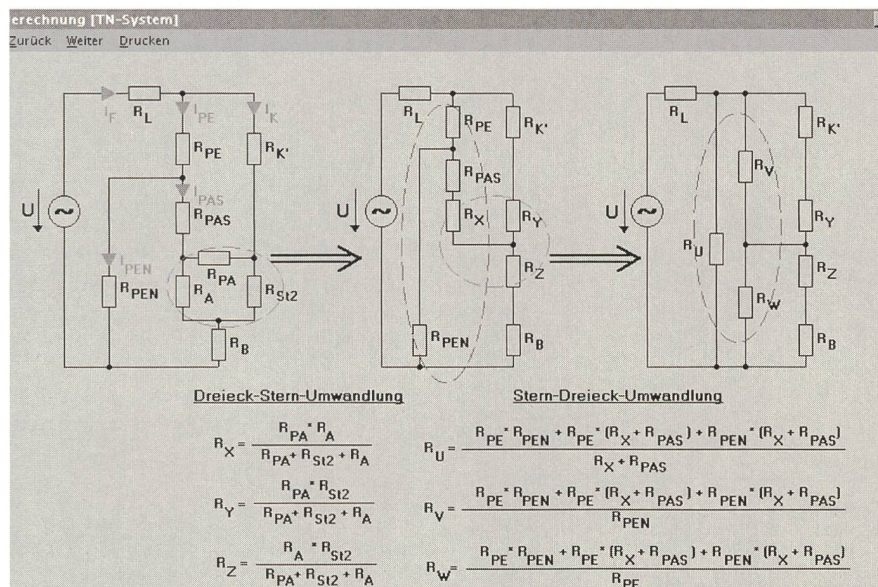 erechnung [TN-System]
Zurück Weiter Drucken
I_F R_L I_PE I_K
R_PE R_K'
U I_PAS
R_PAS
I_PEN R_PA
R_PEN R_A R_St2
R_B
R_L R_PE R_K'
R_PAS
U R_X R_Y
R_Z
R_PEN R_B
R_L R_K'
R_V
U R_U R_Y
R_Z
R_W
R_B
Dreieck-Stern-Umwandlung
R_X = R_PA * R_A / R_PA + R_St2 + R_A
R_Y = R_PA * R_St2 / R_PA + R_St2 + R_A
R_Z = R_A * R_St2 / R_PA + R_St2 + R_A
Stern-Dreieck-Umwandlung
R_U = R_PE * R_PEN + R_PE * (R_X + R_PAS) + R_PEN * (R_X + R_PAS) / R_X + R_PAS
R_V = R_PE * R_PEN + R_PE * (R_X + R_PAS) + R_PEN * (R_X + R_PAS) / R_PEN
R_W = R_PE * R_PEN + R_PE * (R_X + R_PAS) + R_PEN * (R_X + R_PAS) / R_PE